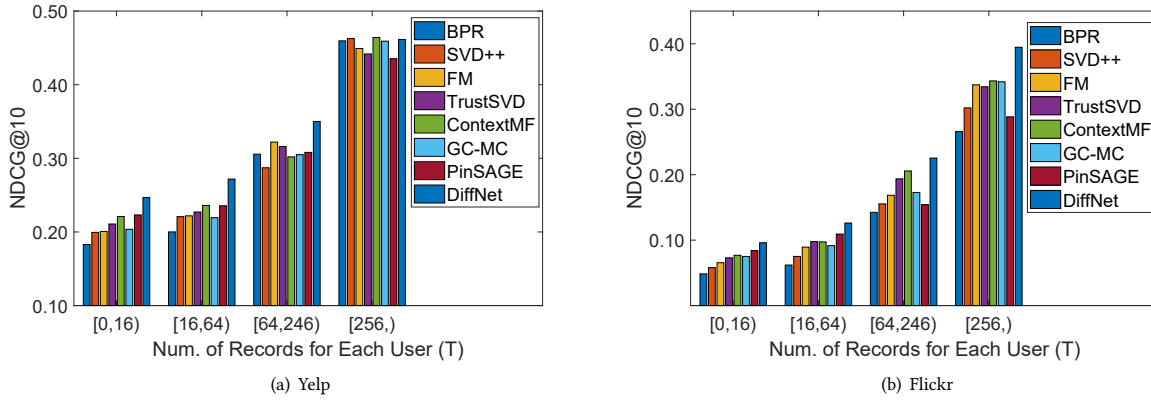 0.50
0.40
0.30
0.20
0.10
NDCG@10
BPR
SVD++
FM
TrustSVD
ContextMF
GC-MC
PinSAGE
DiffNet
[0,16) [16,64) [64,246) [256,)
Num. of Records for Each User (T)
(a) Yelp
0.40
0.30
0.20
0.10
NDCG@10
BPR
SVD++
FM
TrustSVD
ContextMF
GC-MC
PinSAGE
DiffNet
[0,16) [16,64) [64,246) [256,)
Num. of Records for Each User (T)
(b) Flickr